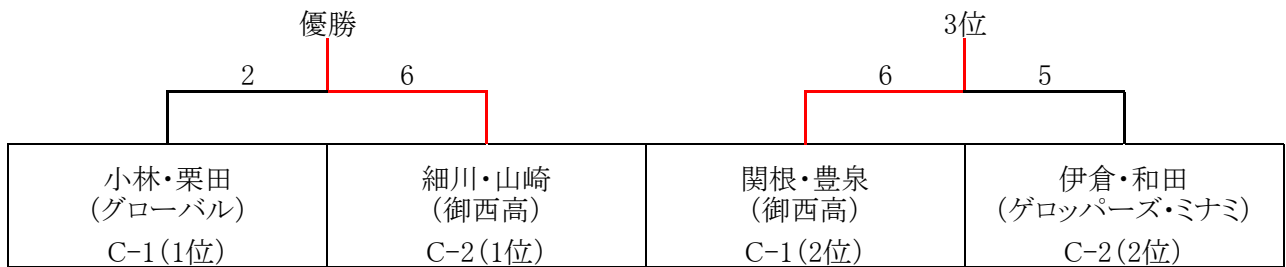 優勝
3位
2
6
6
5
小林・栗田
(グローバル)
C-1(1位)
細川・山崎
(御西高)
C-2(1位)
関根・豊泉
(御西高)
C-1(2位)
伊倉・和田
(ゲロッパーズ・ミナミ)
C-2(2位)